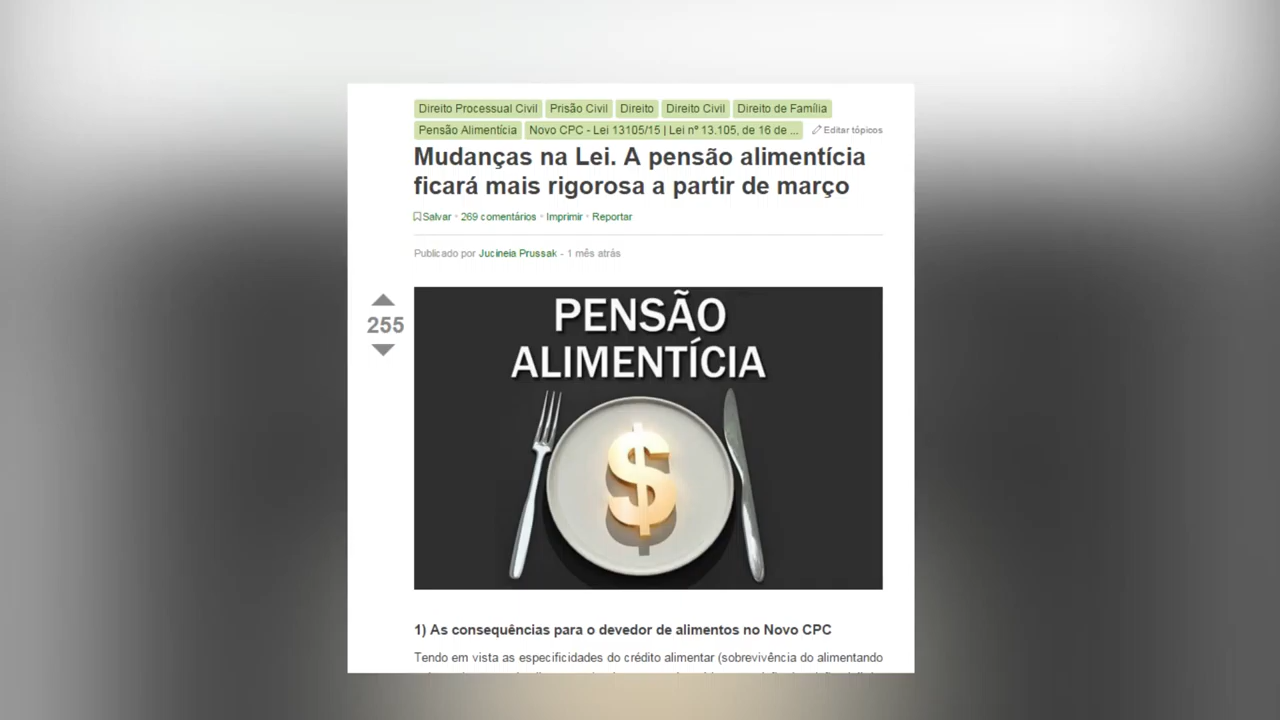 Direito Processual Civil Prisão Civil Direito Direito Civil Direito de Família
Pensão Alimentícia Novo CPC - Lei 13105/15 | Lei nº 13.105, de 16 de ... Editar tópicos
Mudanças na Lei. A pensão alimentícia
ficará mais rigorosa a partir de março
Salvar • 269 comentários • Imprimir • Reportar
Publicado por Jucineia Prussak - 1 mês atrás
255
PENSÃO
ALIMENTÍCIA
$
1) As consequências para o devedor de alimentos no Novo CPC
Tendo em vista as especificidades do crédito alimentar (sobrevivência do alimentando